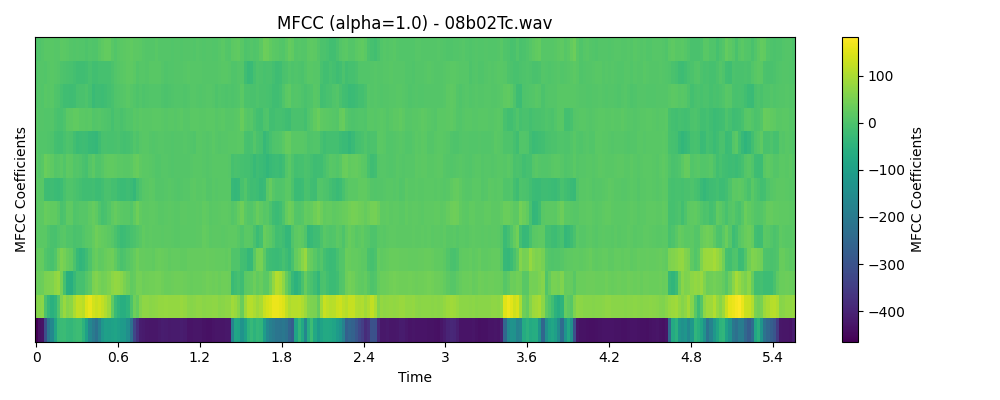 MFCC (alpha=1.0) - 08b02Tc.wav
MFCC Coefficients
0 0.6 1.2 1.8 2.4 3 3.6 4.2 4.8 5.4
Time
100
0
−100
−200
−300
−400
MFCC Coefficients